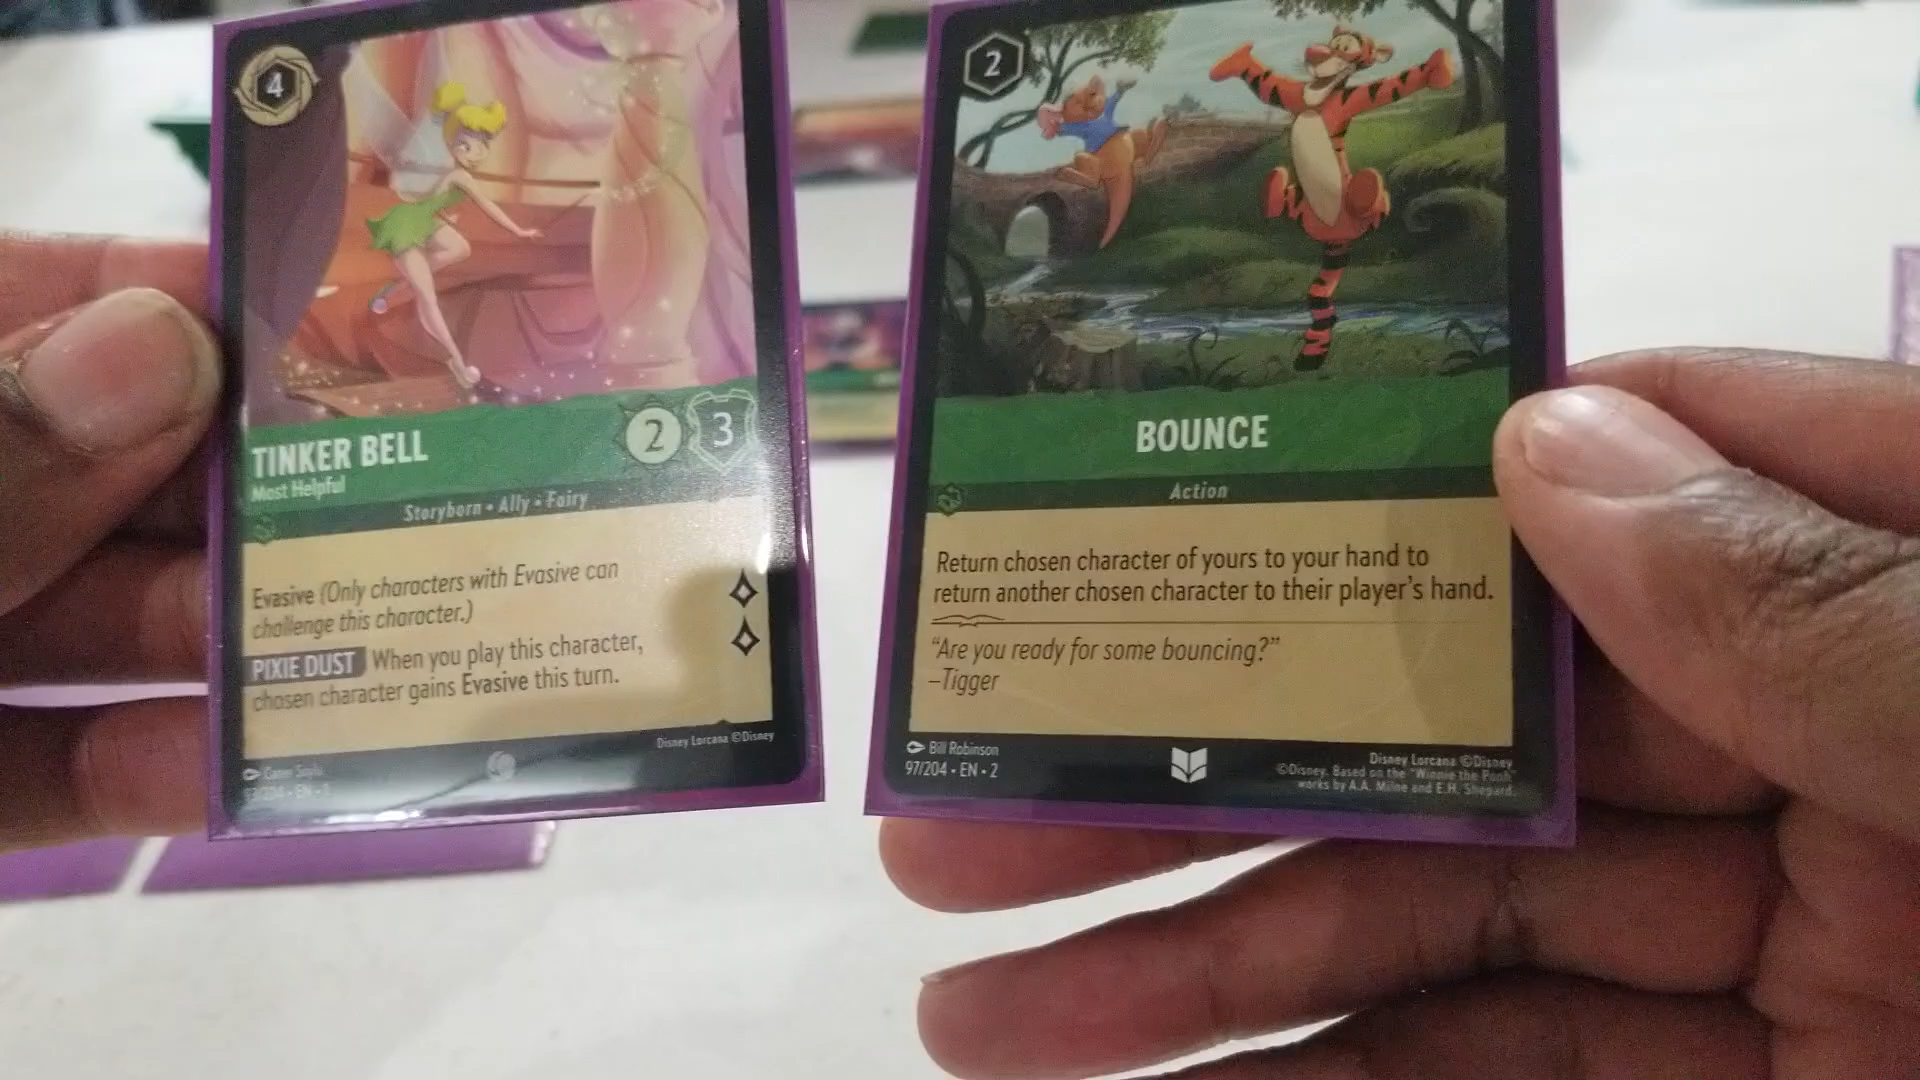 4
TINKER BELL
2
3
Most Helpful
Storyborn • Ally • Fairy
Evasive (Only characters with Evasive can
challenge this character.)
PIXIE DUST When you play this character,
chosen character gains Evasive this turn.
Disney Lorcana ©Disney
2
BOUNCE
Action
Return chosen character of yours to your hand to
return another chosen character to their player's hand.
“Are you ready for some bouncing?”
–Tigger
Bill Robinson
97/204 • EN • 2
Disney Lorcana ©Disney
©Disney. Based on the "Winnie the Pooh"
works by A.A. Milne and E.H. Shepard.